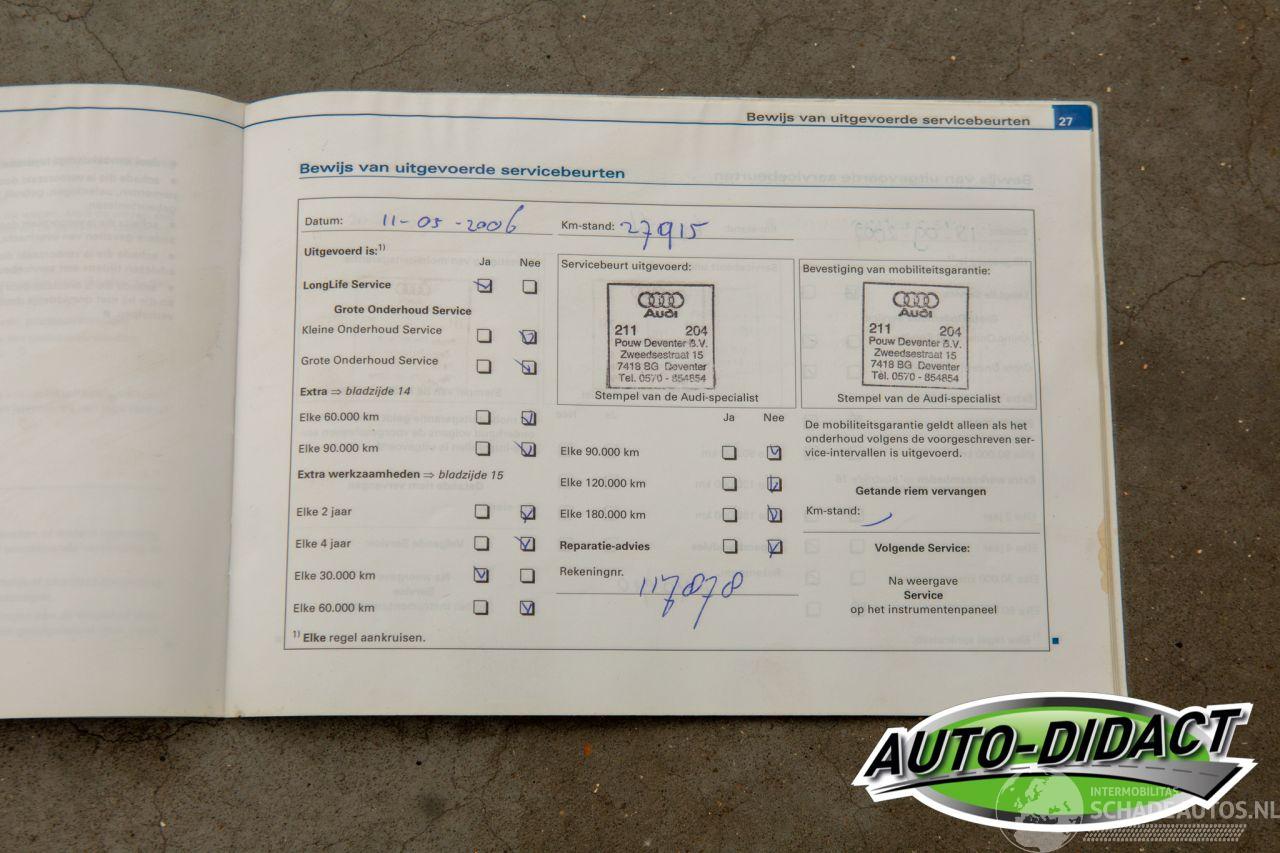 Bewijs van uitgevoerde servicebeurten 27
Bewijs van uitgevoerde servicebeurten
Datum: 11-05-2006 Km-stand: 27915
Uitgevoerd is:1)
Ja Nee
LongLife Service
Grote Onderhoud Service
Kleine Onderhoud Service
Grote Onderhoud Service
Extra ⇒ bladzijde 14
Elke 60.000 km
Elke 90.000 km
Extra werkzaamheden ⇒ bladzijde 15
Elke 2 jaar
Elke 4 jaar
Elke 30.000 km
Elke 60.000 km
1) Elke regel aankruisen.
Servicebeurt uitgevoerd:
Audi
211 204
Pouw Deventer B.V.
Zweedsestraat 15
7418 BG Deventer
Tel. 0570 - 854854
Stempel van de Audi-specialist
Ja Nee
Elke 90.000 km
Elke 120.000 km
Elke 180.000 km
Reparatie-advies
Rekeningnr.
117878
Bevestiging van mobiliteitsgarantie:
Audi
211 204
Pouw Deventer B.V.
Zweedsestraat 15
7418 BG Deventer
Tel. 0570 - 854854
Stempel van de Audi-specialist
De mobiliteitsgarantie geldt alleen als het
onderhoud volgens de voorgeschreven ser-
vice-intervallen is uitgevoerd.
Getande riem vervangen
Km-stand:
Volgende Service:
Na weergave
Service
op het instrumentenpaneel
AUTO-DIDACT
INTERMOBILITAS
SCHADEAUTOS.NL